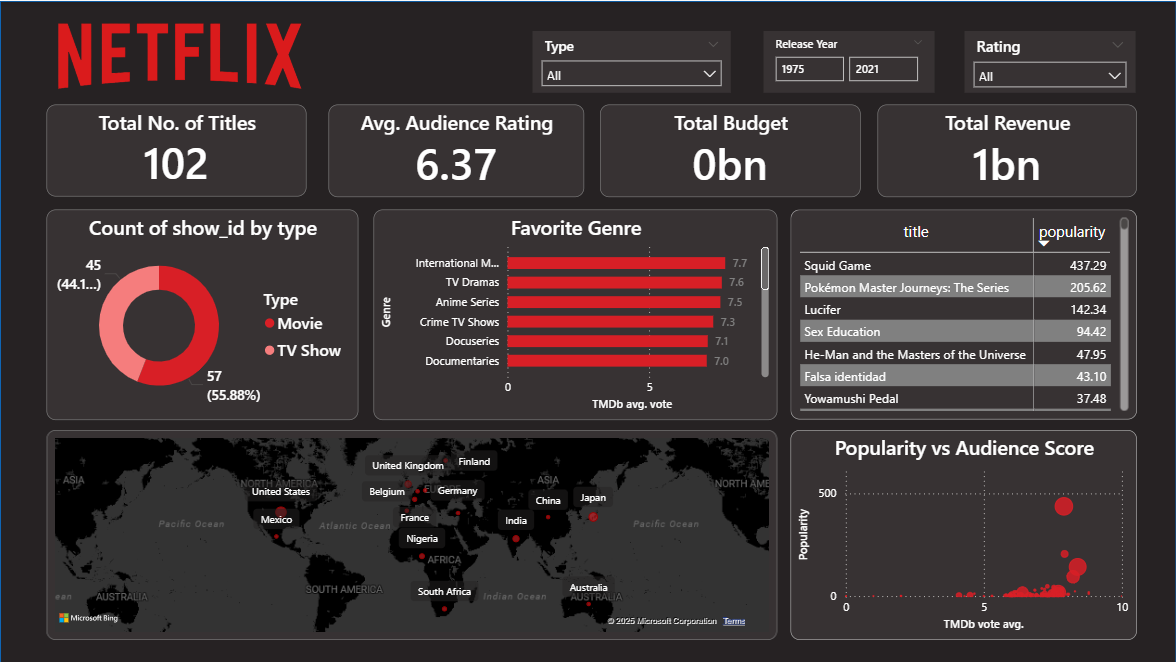 NETFLIX
Type
All
Release Year
1975
2021
Rating
All
Total No. of Titles
102
Avg. Audience Rating
6.37
Total Budget
0bn
Total Revenue
1bn
Count of show_id by type
45
(44.1...)
57
(55.88%)
Type
Movie
TV Show
Favorite Genre
Genre
International M... 7.7
TV Dramas 7.6
Anime Series 7.5
Crime TV Shows 7.3
Docuseries 7.1
Documentaries 7.0
0 5
TMDb avg. vote
title popularity
Squid Game 437.29
Pokémon Master Journeys: The Series 205.62
Lucifer 142.34
Sex Education 94.42
He-Man and the Masters of the Universe 47.95
Falsa identidad 43.10
Yowamushi Pedal 37.48
ASIA
NORTH AMERICA
United States
Mexico
Pacific Ocean
Atlantic Ocean
United Kingdom
Finland
Belgium
Germany
France
Nigeria
AFRICA
South Africa
SOUTH AMERICA
ASIA
China
Japan
India
Indian Ocean
Australia
AUSTRALIA
Pacific Ocean
NORTH AME
ean
AUSTRALIA
Microsoft Bing
© 2025 Microsoft Corporation Terms
Popularity vs Audience Score
Popularity
500
0
0 5 10
TMDb vote avg.